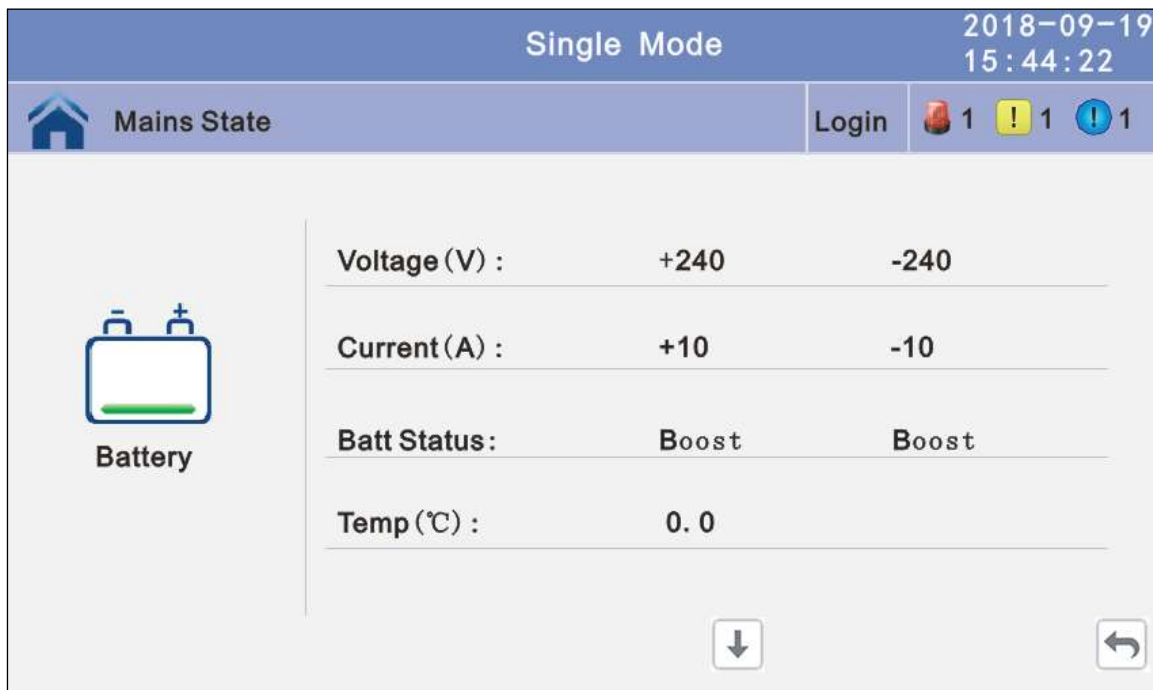 Single Mode
2018-09-19
15:44:22
Mains State
Login
1
! 1
! 1
Voltage(V): +240 -240
Current(A): +10 -10
Batt Status: Boost Boost
Temp(℃): 0.0
- +
Battery